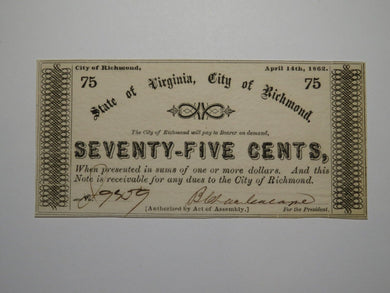 City of Richmond, April 14th, 1862.
75 75
State of Virginia, City of Richmond.
The City of Richmond will pay to Bearer on demand,
SEVENTY-FIVE CENTS,
When presented in sums of one or more dollars. And this
Note is receivable for any dues to the City of Richmond.
No.
[Authorized by Act of Assembly.] For the President.